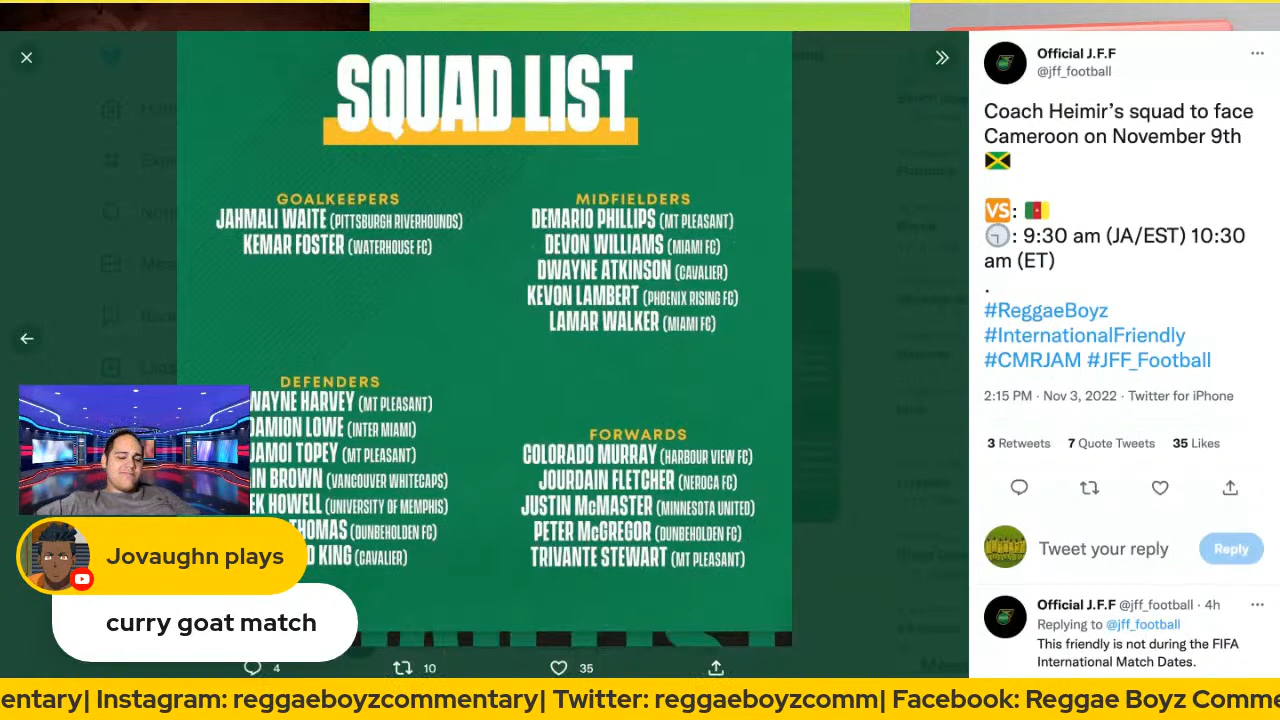 SQUAD LIST
GOALKEEPERS
JAHMALI WAITE (PITTSBURGH RIVERHOUNDS)
KEMAR FOSTER (WATERHOUSE FC)
DEFENDERS
WAYNE HARVEY (MT PLEASANT)
DAMION LOWE (INTER MIAMI)
JAMOI TOPEY (MT PLEASANT)
IN BROWN (VANCOUVER WHITECAPS)
EK HOWELL (UNIVERSITY OF MEMPHIS)
THOMAS (DUNBEHOLDEN FC)
D KING (CAVALIER)
MIDFIELDERS
DEMARIO PHILLIPS (MT PLEASANT)
DEVON WILLIAMS (MIAMI FC)
DWAYNE ATKINSON (CAVALIER)
KEVON LAMBERT (PHOENIX RISING FC)
LAMAR WALKER (MIAMI FC)
FORWARDS
COLORADO MURRAY (HARBOUR VIEW FC)
JOURDAIN FLETCHER (NEROCA FC)
JUSTIN McMASTER (MINNESOTA UNITED)
PETER McGREGOR (DUNBEHOLDEN FC)
TRIVANTE STEWART (MT PLEASANT)
4 10 35
Official J.F.F
@jff_football
Coach Heimir’s squad to face
Cameroon on November 9th
VS:
: 9:30 am (JA/EST) 10:30
am (ET)
.
#ReggaeBoyz
#InternationalFriendly
#CMRJAM #JFF_Football
2:15 PM · Nov 3, 2022 · Twitter for iPhone
3 Retweets 7 Quote Tweets 35 Likes
Tweet your reply Reply
Official J.F.F @jff_football · 4h
Replying to @jff_football
This friendly is not during the FIFA
International Match Dates.
Jovaughn plays
curry goat match
entary| Instagram: reggaeboyzcommentary| Twitter: reggaeboyzcomm| Facebook: Reggae Boyz Comme